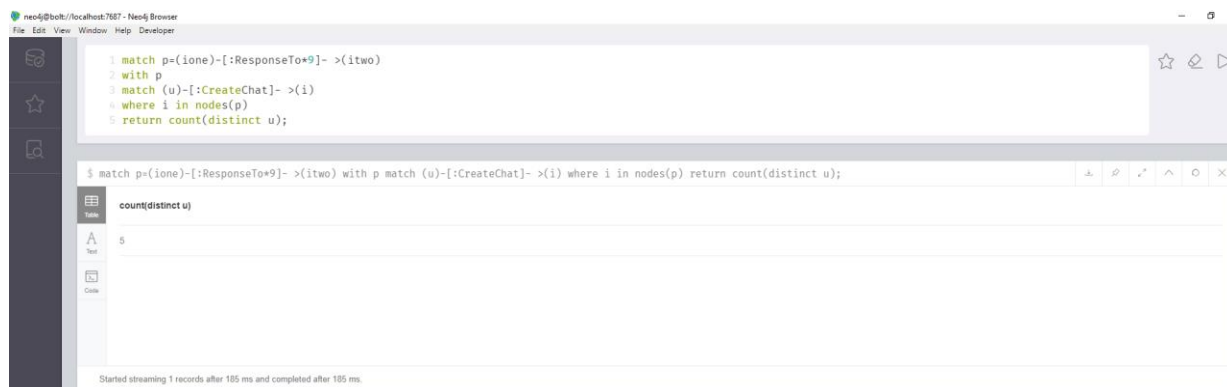 neo4j@bolt://localhost:7687 - Neo4j Browser
File Edit View Window Help Developer
1 match p=(ione)-[:ResponseTo*9]- >(itwo)
2 with p
3 match (u)-[:CreateChat]- >(i)
4 where i in nodes(p)
5 return count(distinct u);
$ match p=(ione)-[:ResponseTo*9]- >(itwo) with p match (u)-[:CreateChat]- >(i) where i in nodes(p) return count(distinct u);
Table
count(distinct u)
A
Text
5
Code
Started streaming 1 records after 185 ms and completed after 185 ms.